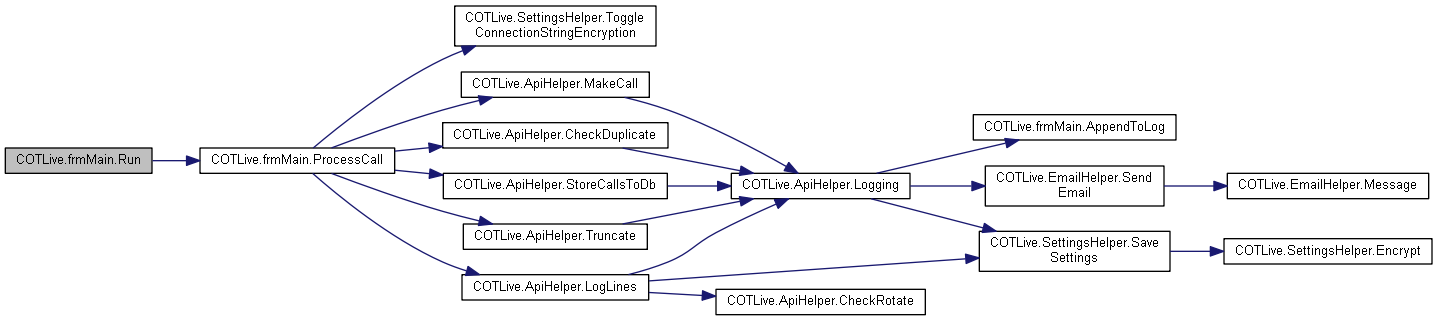 COTLive.frmMain.Run
COTLive.frmMain.ProcessCall
COTLive.SettingsHelper.Toggle
ConnectionStringEncryption
COTLive.ApiHelper.MakeCall
COTLive.ApiHelper.CheckDuplicate
COTLive.ApiHelper.StoreCallsToDb
COTLive.ApiHelper.Truncate
COTLive.ApiHelper.LogLines
COTLive.ApiHelper.Logging
COTLive.ApiHelper.CheckRotate
COTLive.frmMain.AppendToLog
COTLive.EmailHelper.Send
Email
COTLive.SettingsHelper.Save
Settings
COTLive.EmailHelper.Message
COTLive.SettingsHelper.Encrypt